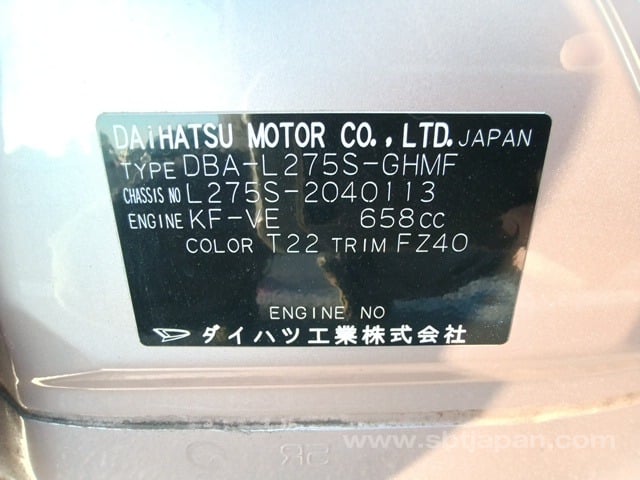 DAiHATSU MOTOR CO.,LTD. JAPAN
TYPE DBA-L275S-GHMF
CHASSIS NO L275S-2040113
ENGINE KF-VE 658CC
COLOR T22 TRIM FZ40
ENGINE NO
ダイハツ工業株式会社
www.sbtjapan.com